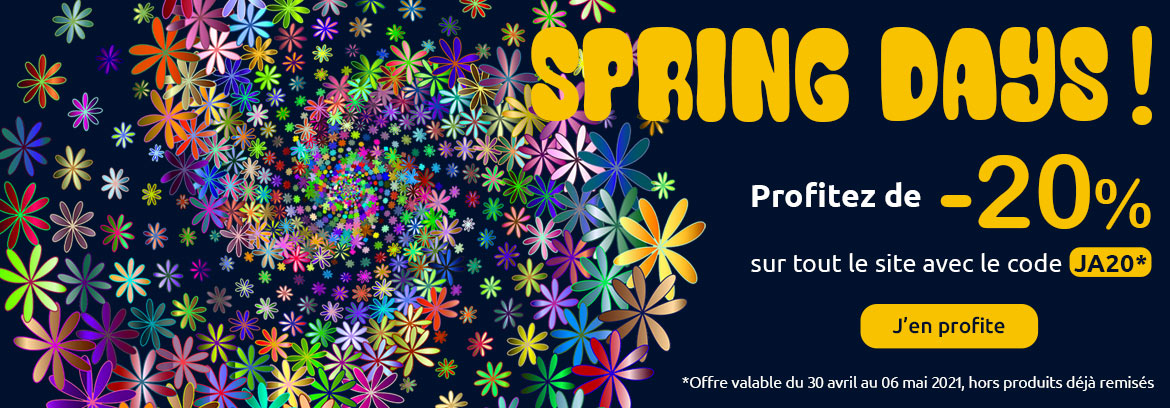 SPRING DAYS !
Profitez de -20%
sur tout le site avec le code JA20*
J’en profite
*Offre valable du 30 avril au 06 mai 2021, hors produits déjà remisés